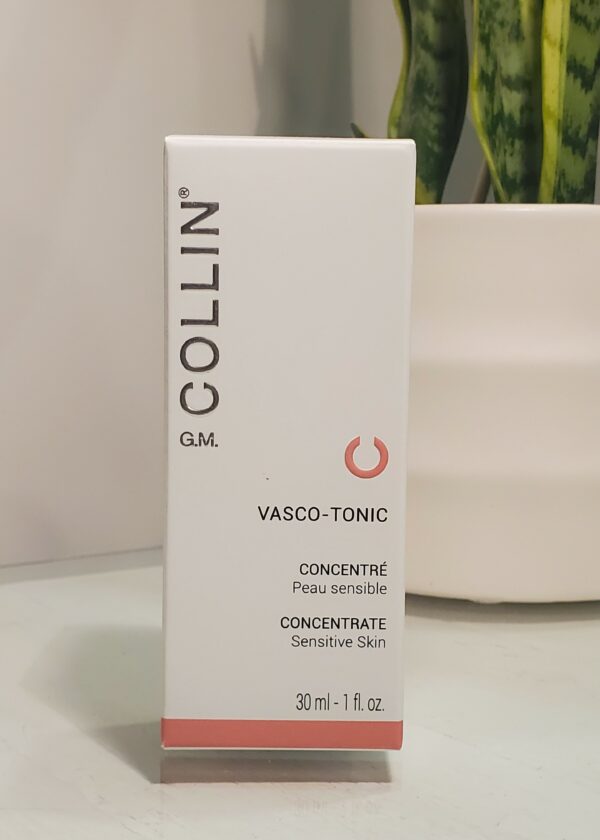 G.M. COLLIN®
VASCO-TONIC
CONCENTRÉ
Peau sensible
CONCENTRATE
Sensitive Skin
30 ml - 1 fl. oz.